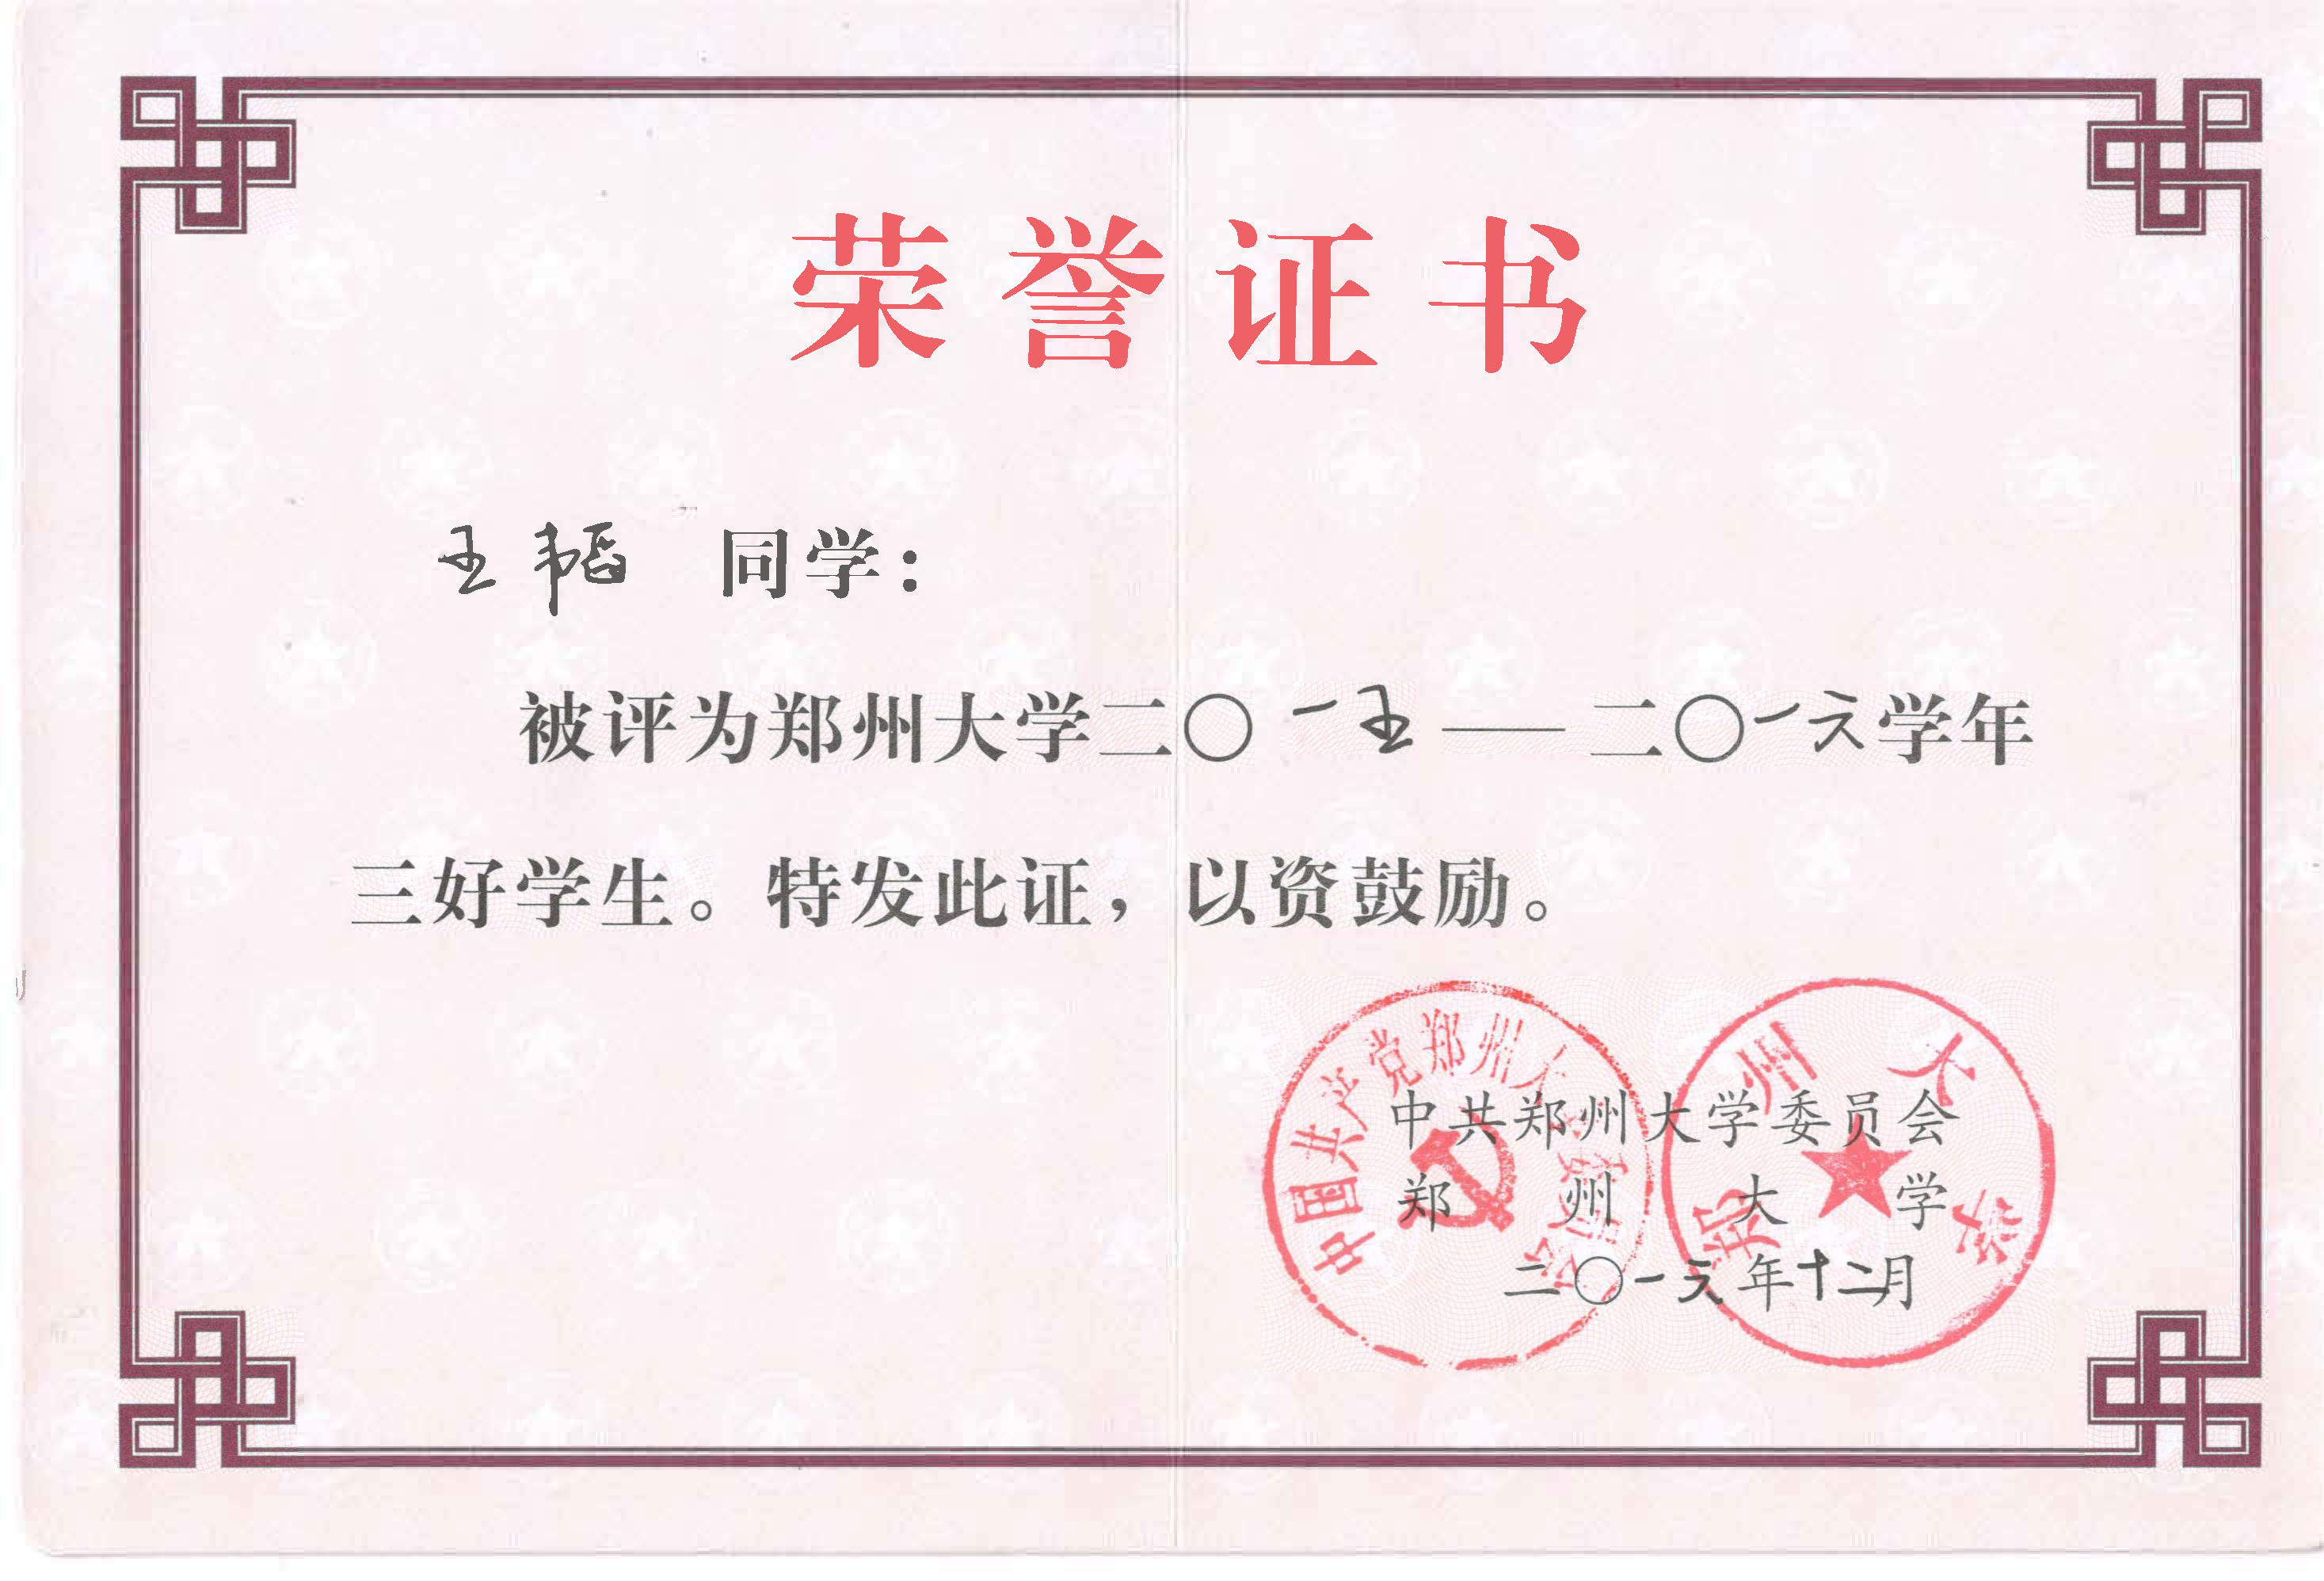 荣誉证书
王韬 同学：
被评为郑州大学二〇一五——二〇一六学年
三好学生。特发此证，以资鼓励。
中共郑州大学委员会
郑州大学
二〇一六年十二月
中国共产党郑州大学委员会
郑州大学